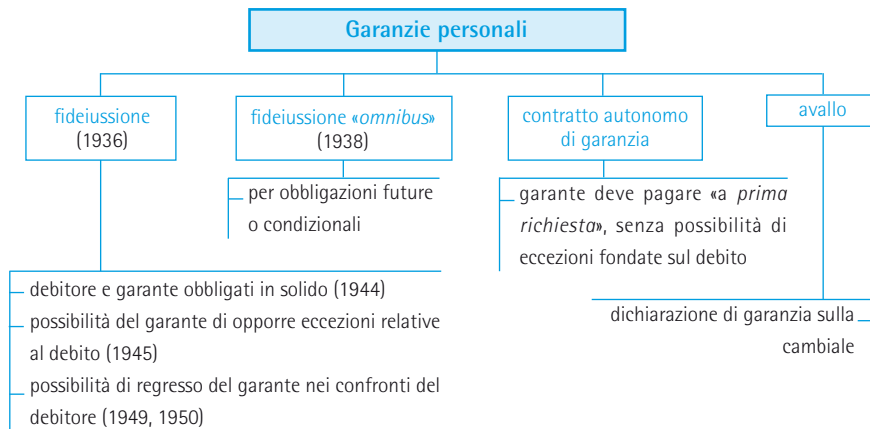 Garanzie personali
fideiussione
(1936)
fideiussione «omnibus»
(1938)
contratto autonomo
di garanzia
avallo
per obbligazioni future
o condizionali
garante deve pagare «a prima
richiesta», senza possibilità di
eccezioni fondate sul debito
debitore e garante obbligati in solido (1944)
possibilità del garante di opporre eccezioni relative
al debito (1945)
possibilità di regresso del garante nei confronti del
debitore (1949, 1950)
dichiarazione di garanzia sulla
cambiale